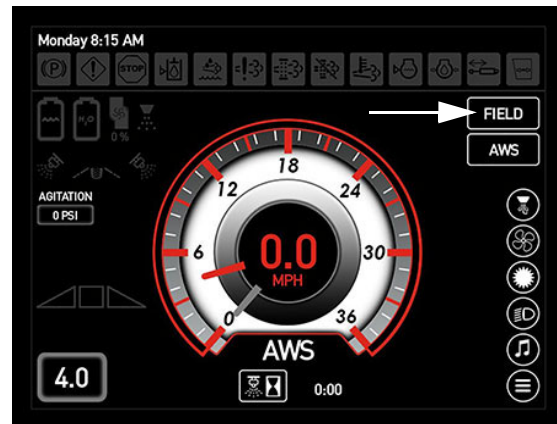 Monday 8:15 AM
STOP
0 %
H₂O
FIELD
AWS
AGITATION
0 PSI
0
6
12
18
24
30
36
0.0
MPH
AWS
4.0
0:00